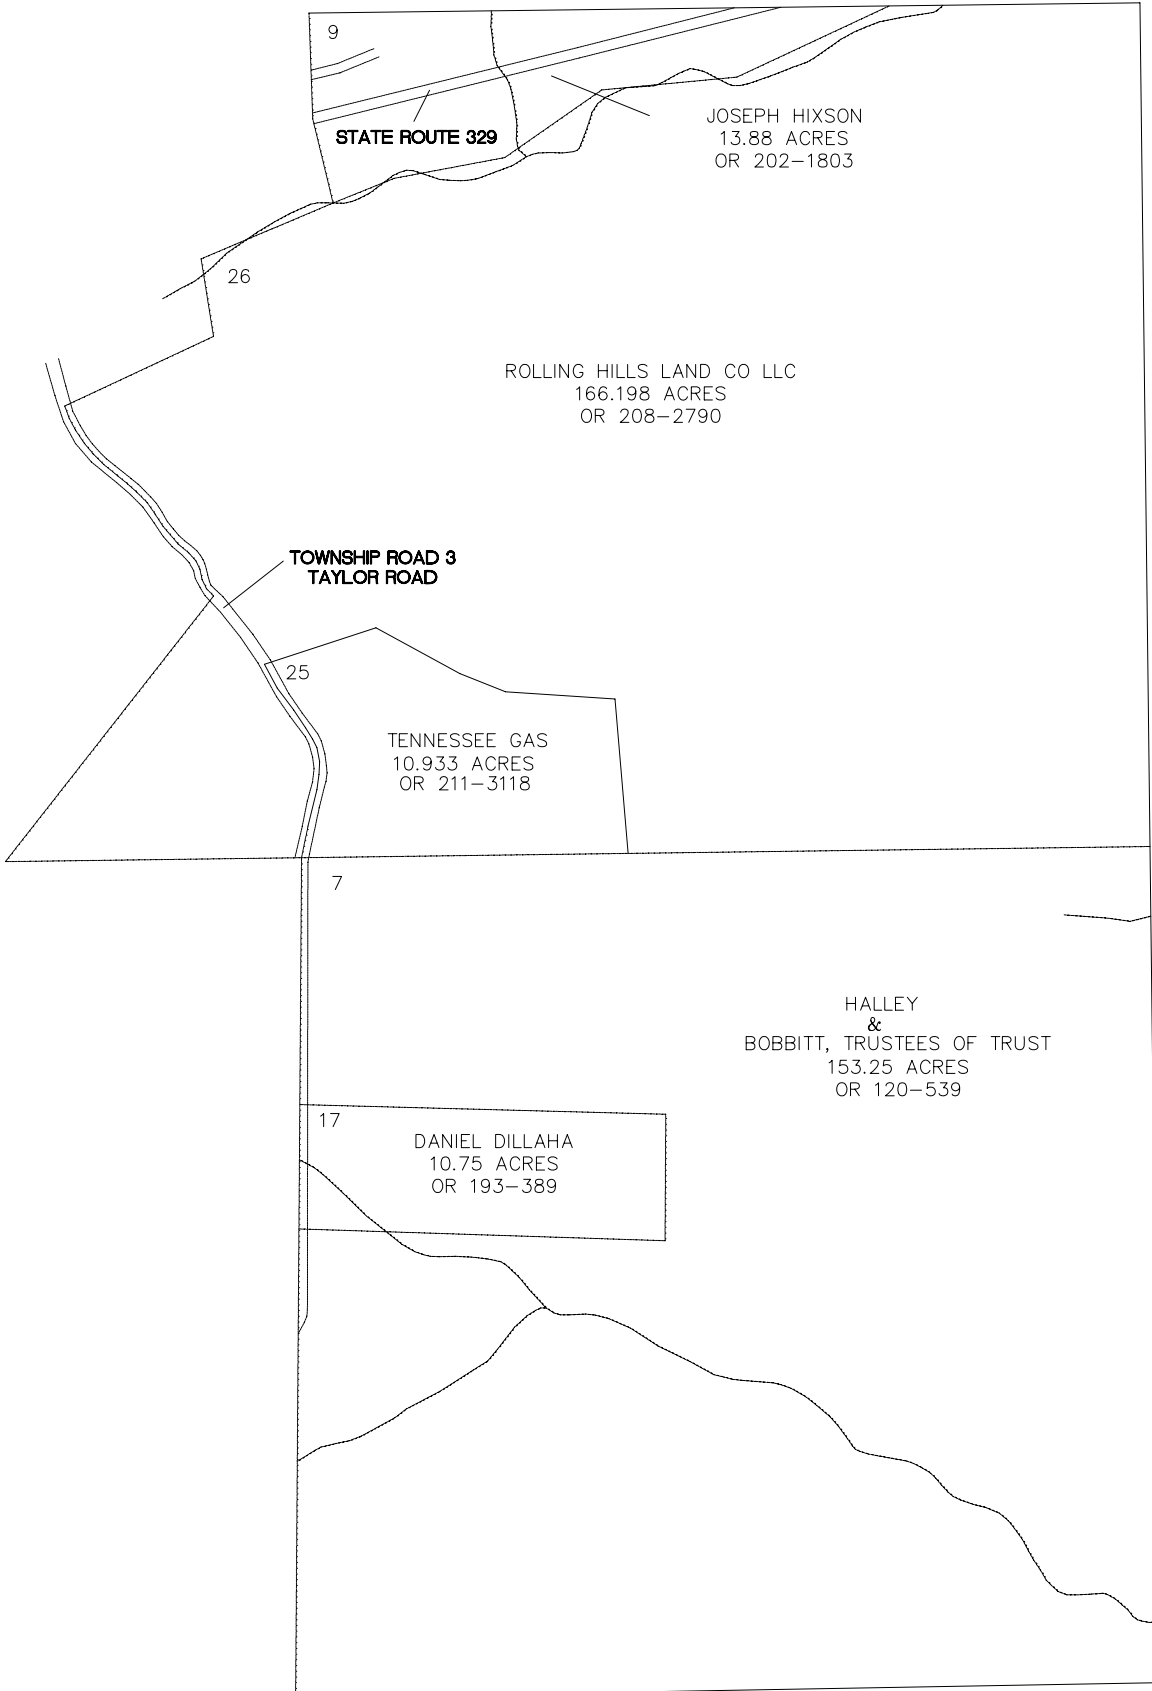 9
STATE ROUTE 329
JOSEPH HIXSON
13.88 ACRES
OR 202-1803
26
ROLLING HILLS LAND CO LLC
166.198 ACRES
OR 208-2790
TOWNSHIP ROAD 3
TAYLOR ROAD
25
TENNESSEE GAS
10.933 ACRES
OR 211-3118
7
HALLEY
&
BOBBITT, TRUSTEES OF TRUST
153.25 ACRES
OR 120-539
17
DANIEL DILLAHA
10.75 ACRES
OR 193-389